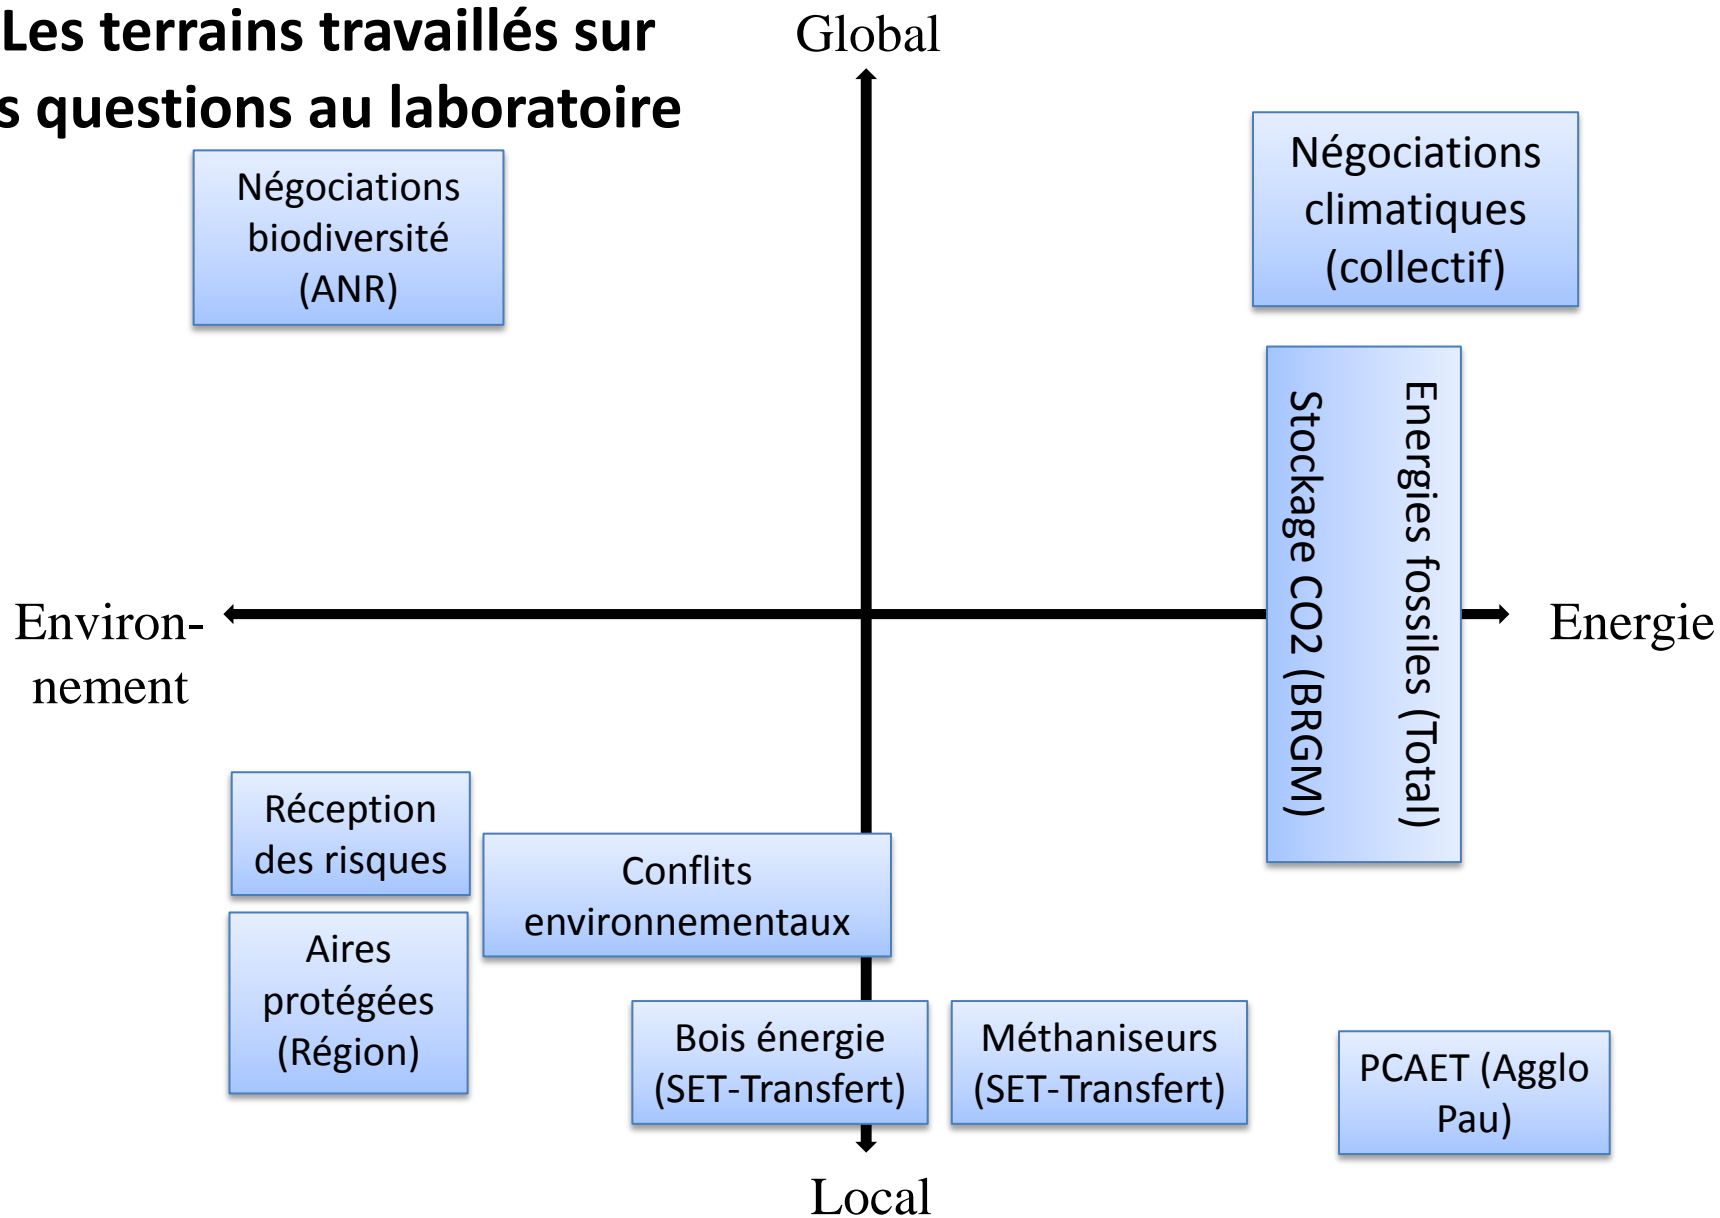 Les terrains travaillés sur
s questions au laboratoire
Global
Négociations
biodiversité
(ANR)
Négociations
climatiques
(collectif)
Energies fossiles (Total)
Stockage CO2 (BRGM)
Environ-
nement
Energie
Réception
des risques
Conflits
environnementaux
Aires
protégées
(Région)
Bois énergie
(SET-Transfert)
Méthaniseurs
(SET-Transfert)
PCAET (Agglo
Pau)
Local